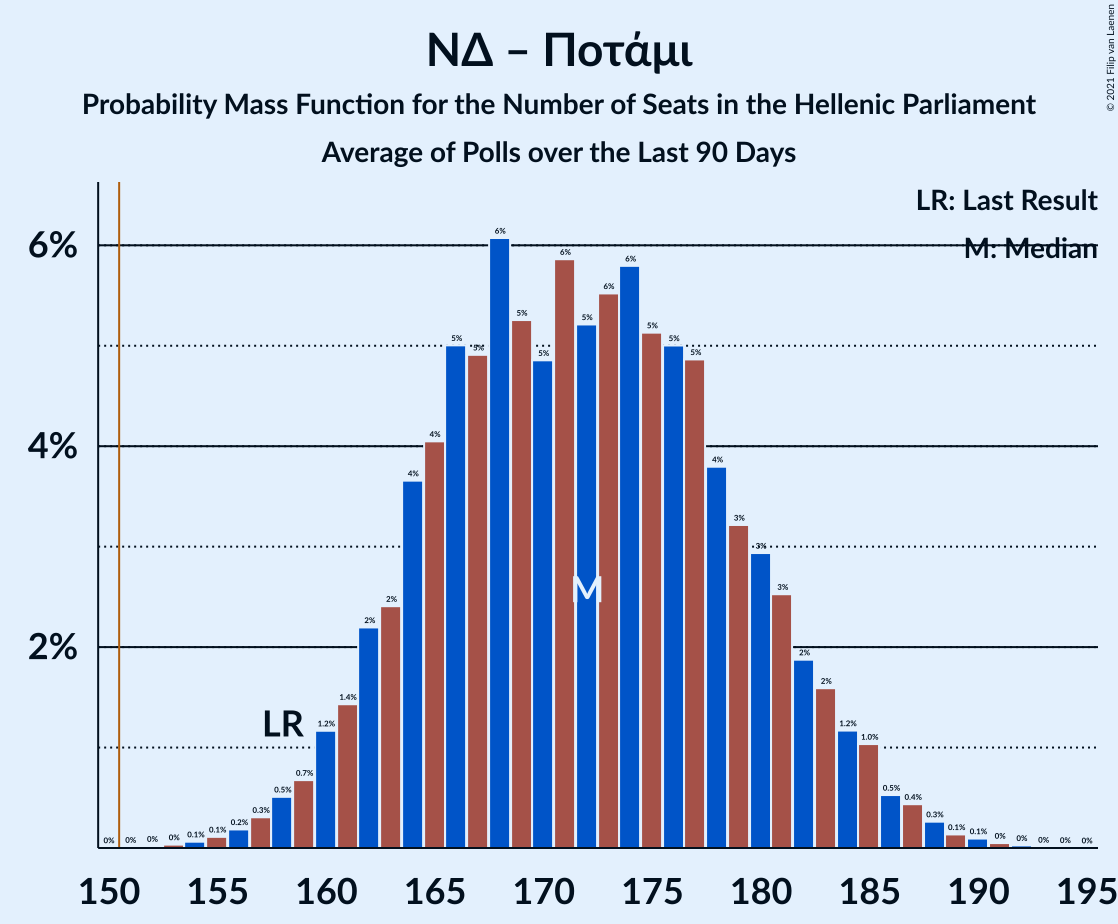 ΝΔ – Ποτάμι
Probability Mass Function for the Number of Seats in the Hellenic Parliament
Average of Polls over the Last 90 Days
© 2021 Filip van Laenen
LR: Last Result
M: Median
6%
4%
2%
0% 0% 0% 0% 0.1% 0.1% 0.2% 0.3% 0.5% 0.7% 1.2% 1.4% 2% 2% 4% 4% 5% 5% 6% 5% 5% 6% 5% 6% 6% 5% 5% 5% 4% 3% 3% 3% 2% 2% 1.2% 1.0% 0.5% 0.4% 0.3% 0.1% 0.1% 0% 0% 0% 0% 0%
LR
M
150 155 160 165 170 175 180 185 190 195